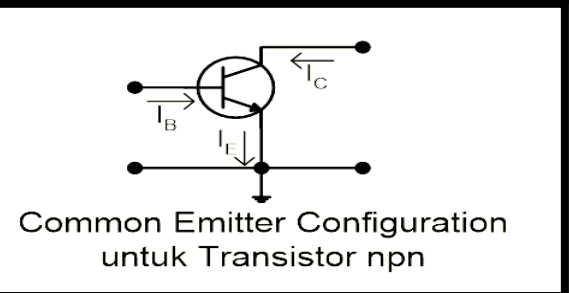 I_C
I_B
I_E
Common Emitter Configuration
untuk Transistor npn